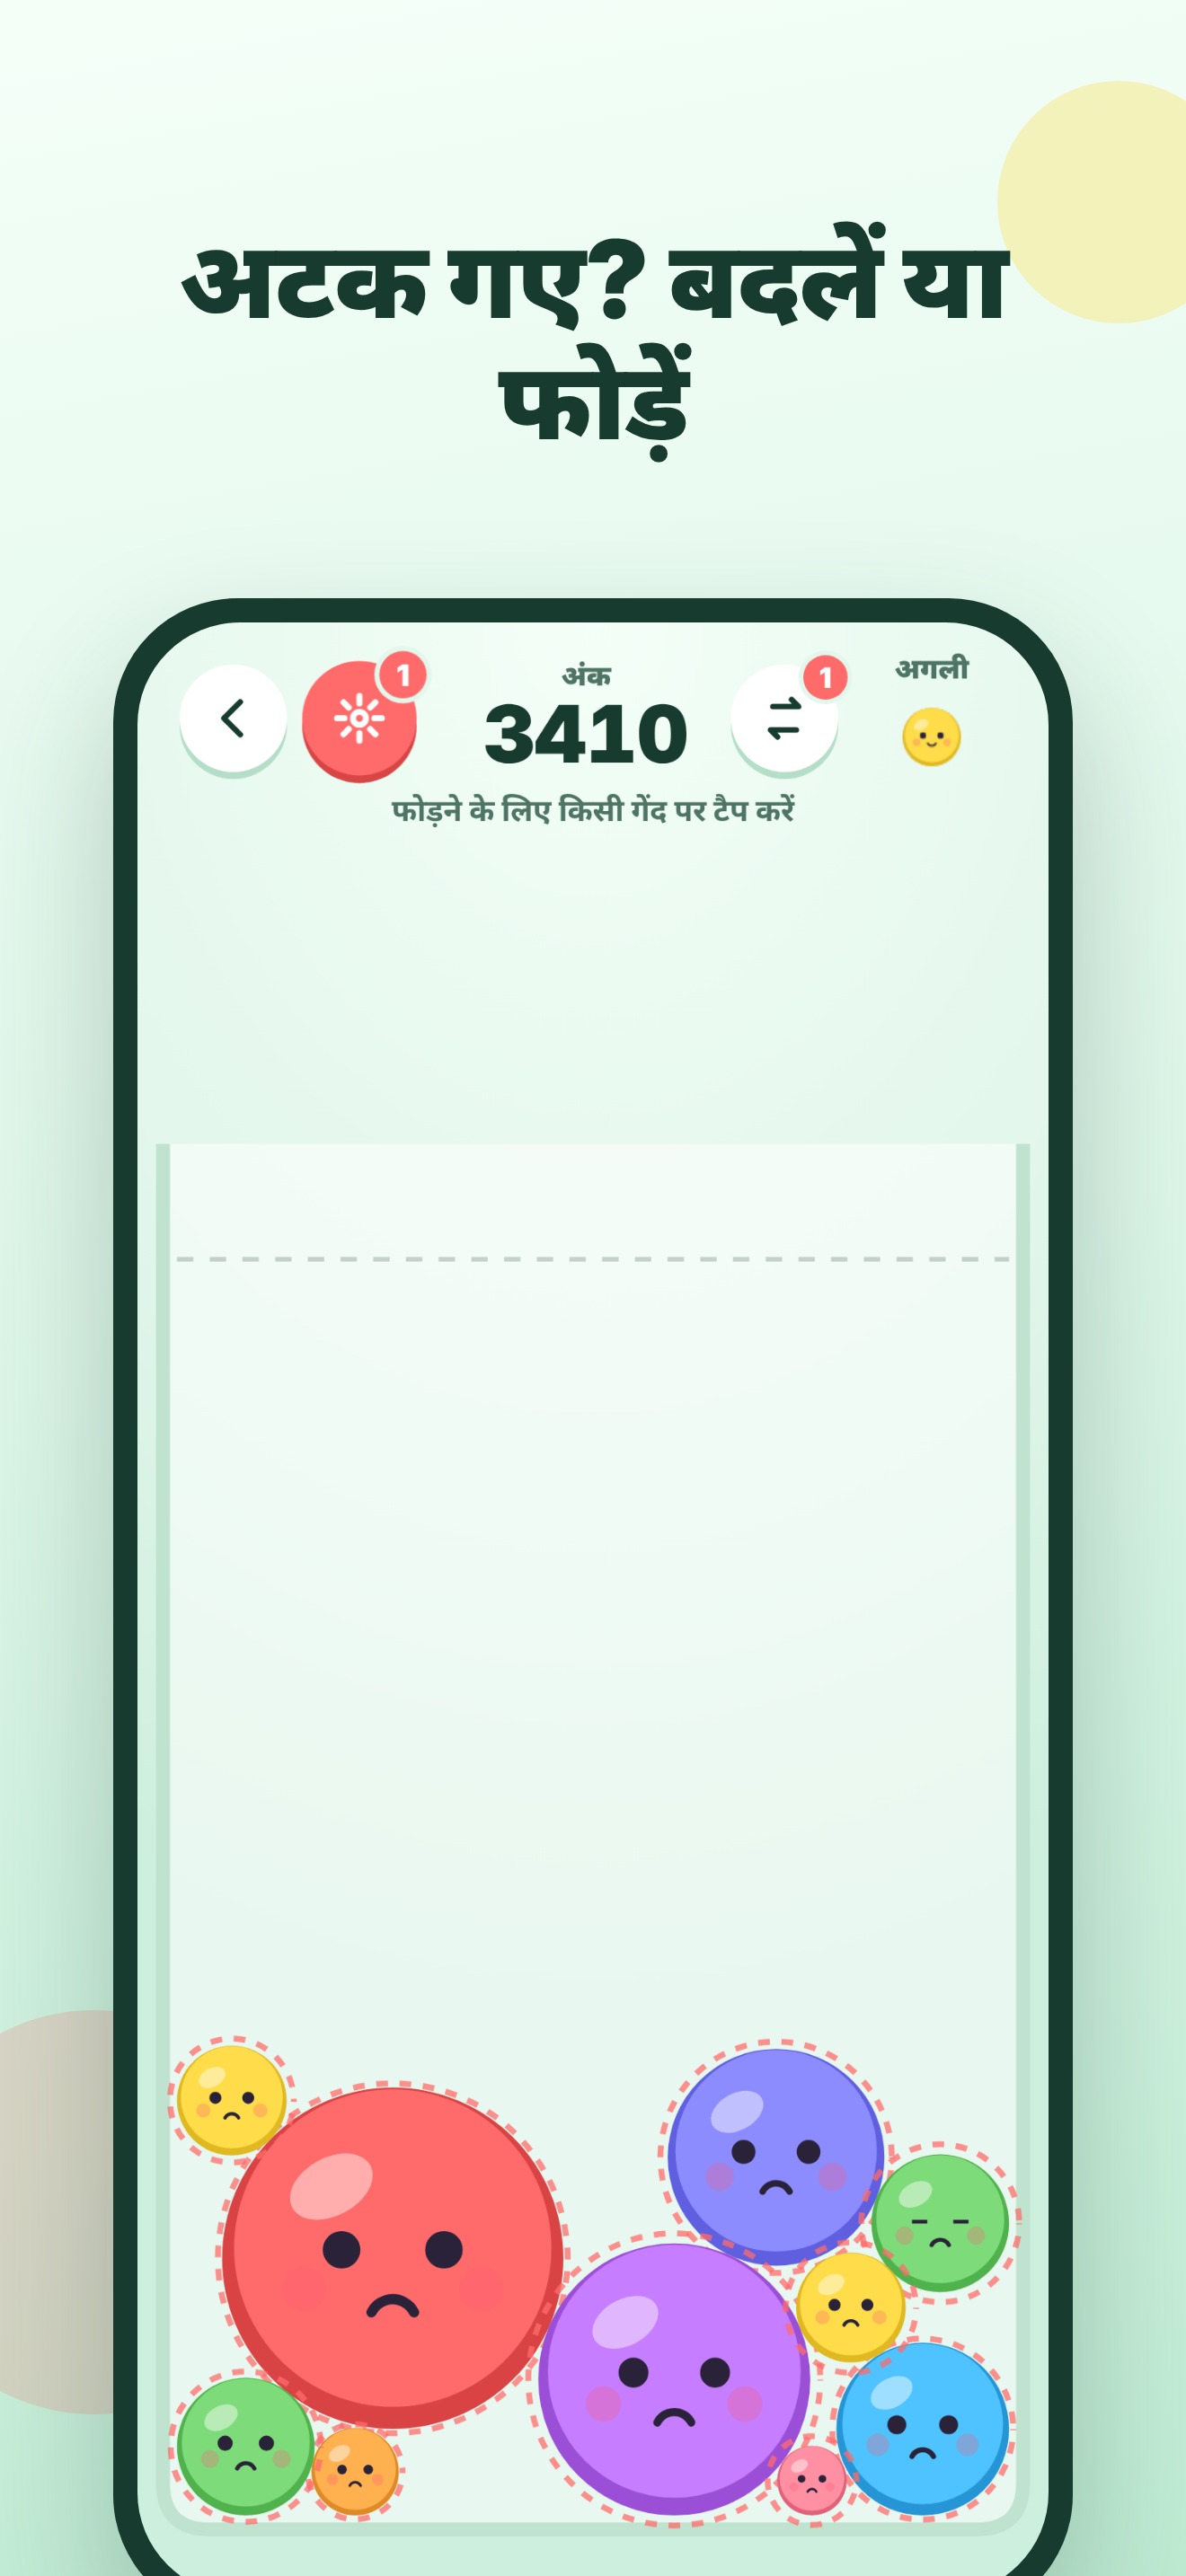 अटक गए? बदलें या
फोड़ें
1
अंक
1
अगली
3410
फोड़ने के लिए किसी गेंद पर टैप करें